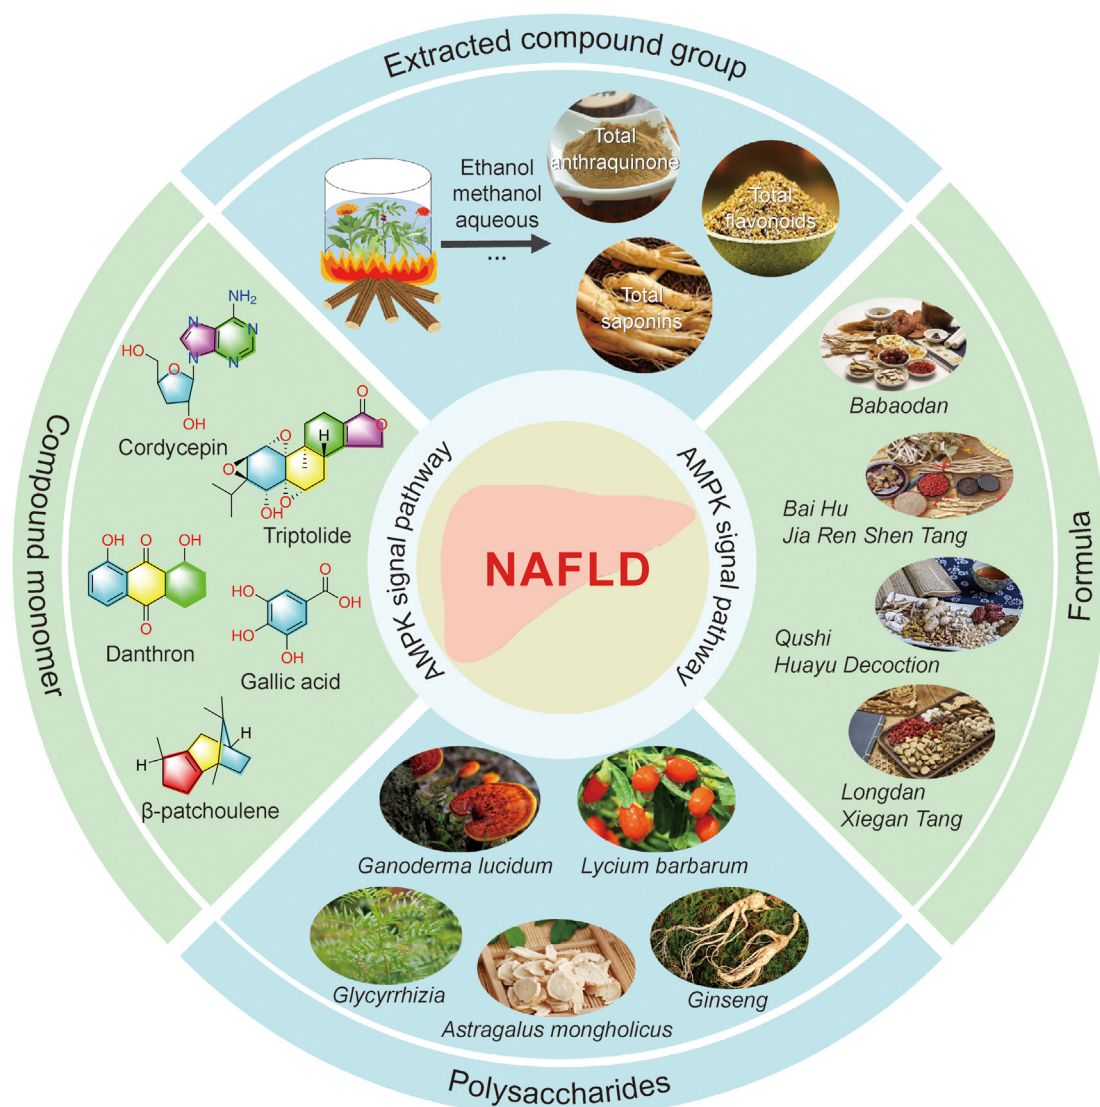 Extracted compound group
Ethanol
methanol
aqueous
...
Total
anthraquinone
Total
flavonoids
Total
saponins
Compound monomer
NH₂
N
N
N
N
HO
O
OH
Cordycepin
O
O
H
O
O
O
OH
Triptolide
OH
O
OH
O
Danthron
O
HO
OH
HO
OH
Gallic acid
H
H
β-patchoulene
AMPK signal pathway
NAFLD
AMPK signal pathway
Formula
Babaodan
Bai Hu
Jia Ren Shen Tang
Qushi
Huayu Decoction
Longdan
Xiegan Tang
Ganoderma lucidum
Lycium barbarum
Glycyrrhizia
Astragalus mongholicus
Ginseng
Polysaccharides